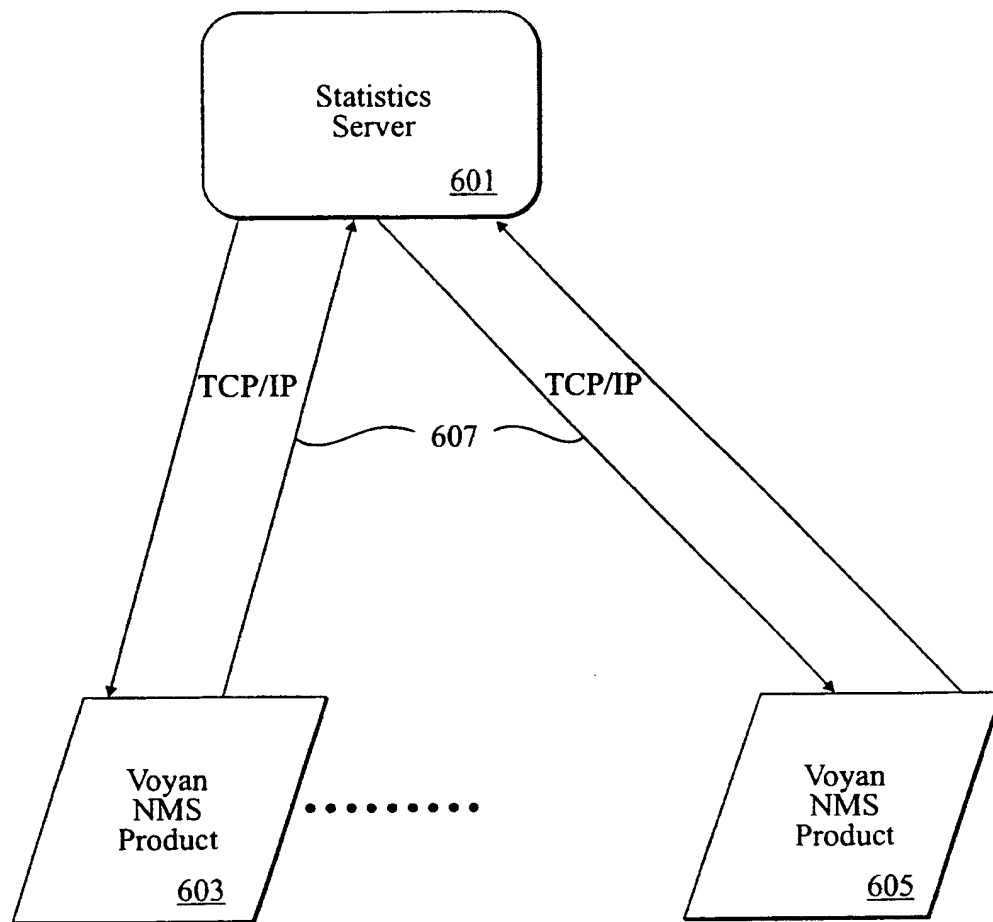 Statistics
Server
601
TCP/IP
TCP/IP
607
Voyan
NMS
Product
603
Voyan
NMS
Product
605